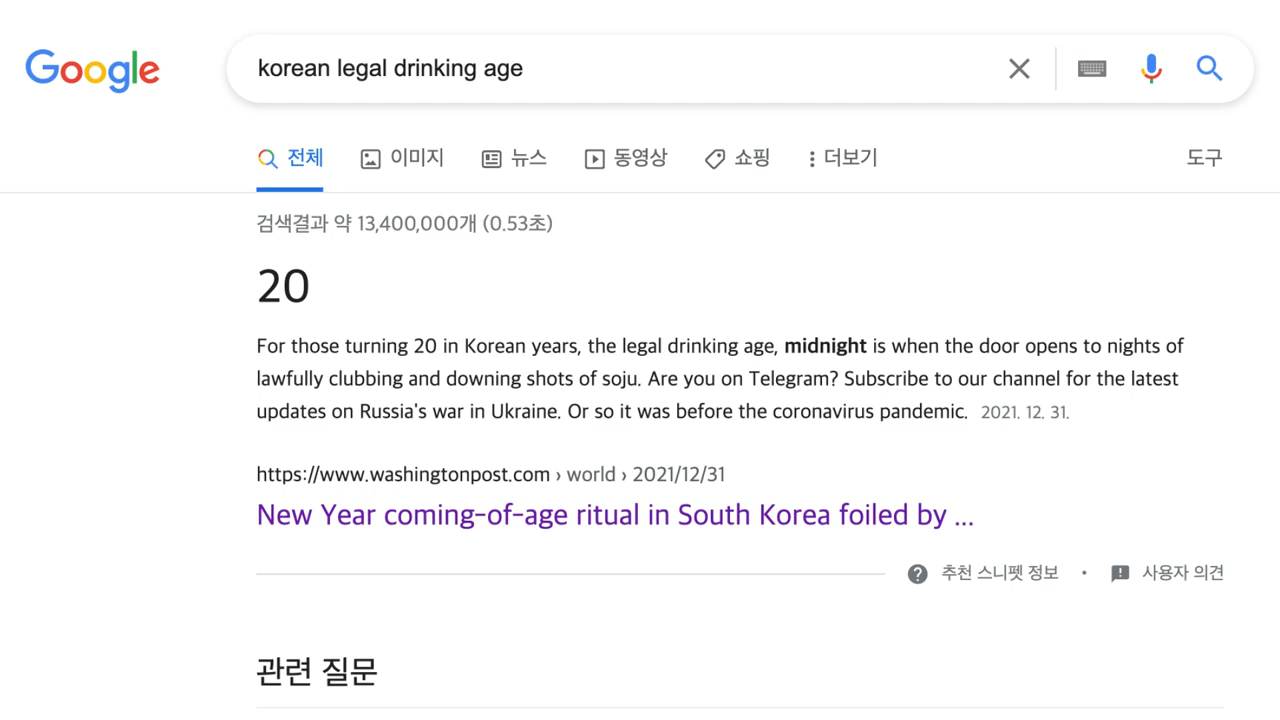 Google
korean legal drinking age
전체 이미지 뉴스 동영상 쇼핑 더보기 도구
검색결과 약 13,400,000개 (0.53초)
20
For those turning 20 in Korean years, the legal drinking age, midnight is when the door opens to nights of
lawfully clubbing and downing shots of soju. Are you on Telegram? Subscribe to our channel for the latest
updates on Russia's war in Ukraine. Or so it was before the coronavirus pandemic. 2021. 12. 31.
https://www.washingtonpost.com › world › 2021/12/31
New Year coming-of-age ritual in South Korea foiled by ...
추천 스니펫 정보 • 사용자 의견
관련 질문